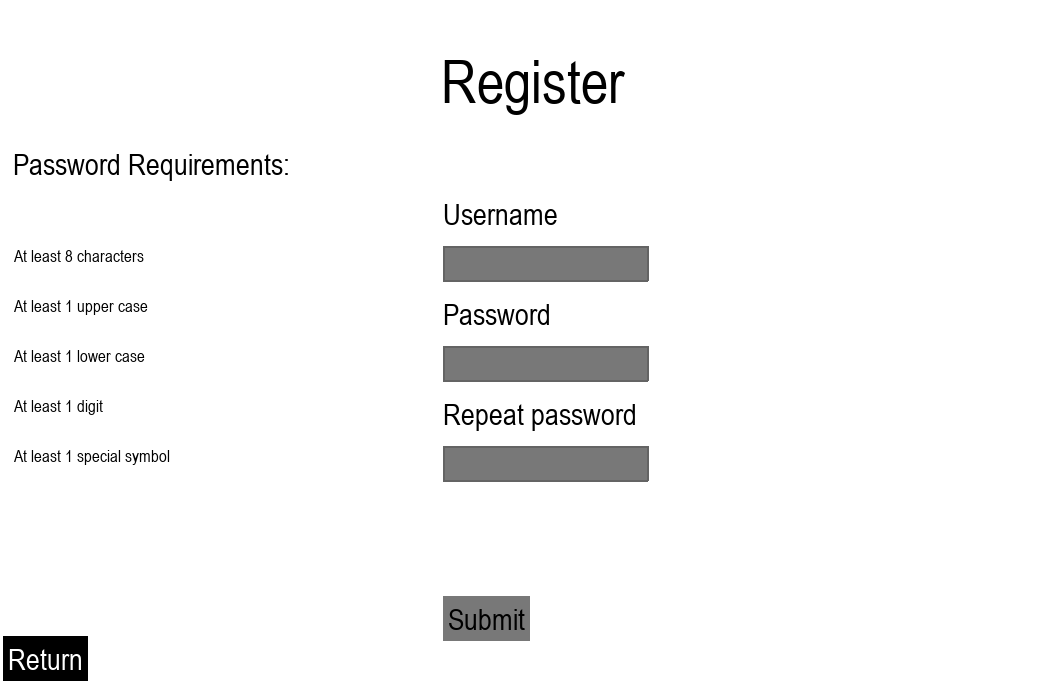 Register
Password Requirements:
At least 8 characters
At least 1 upper case
At least 1 lower case
At least 1 digit
At least 1 special symbol
Username
Password
Repeat password
Submit
Return